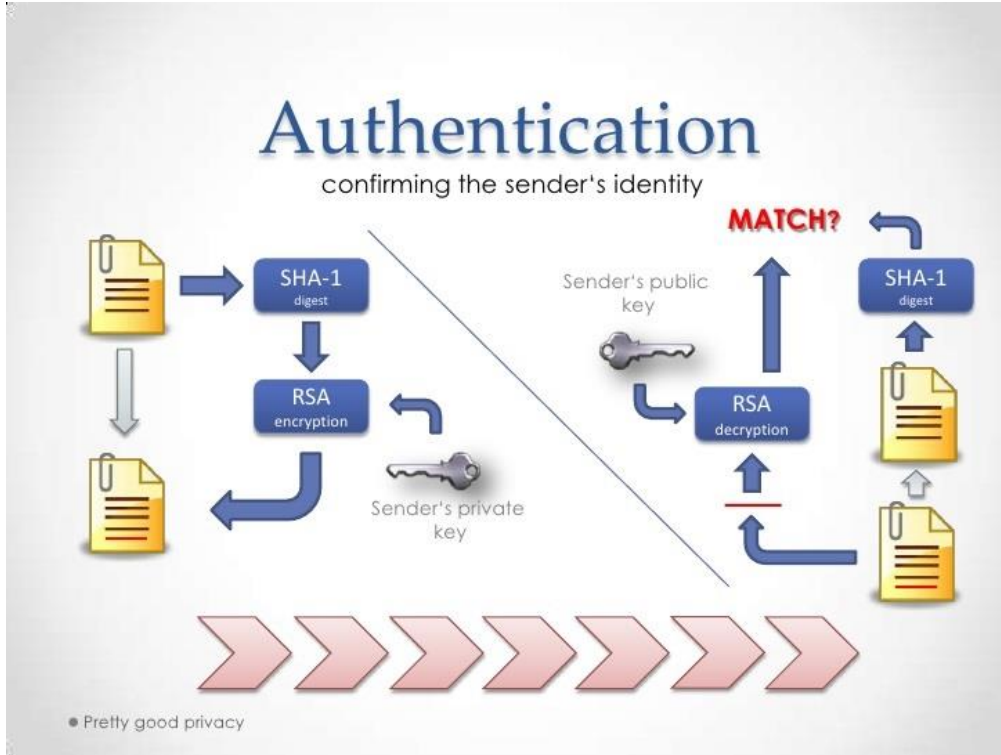 Authentication
confirming the sender's identity
MATCH?
SHA-1
digest
RSA
encryption
Sender's private
key
Sender's public
key
RSA
decryption
SHA-1
digest
Pretty good privacy